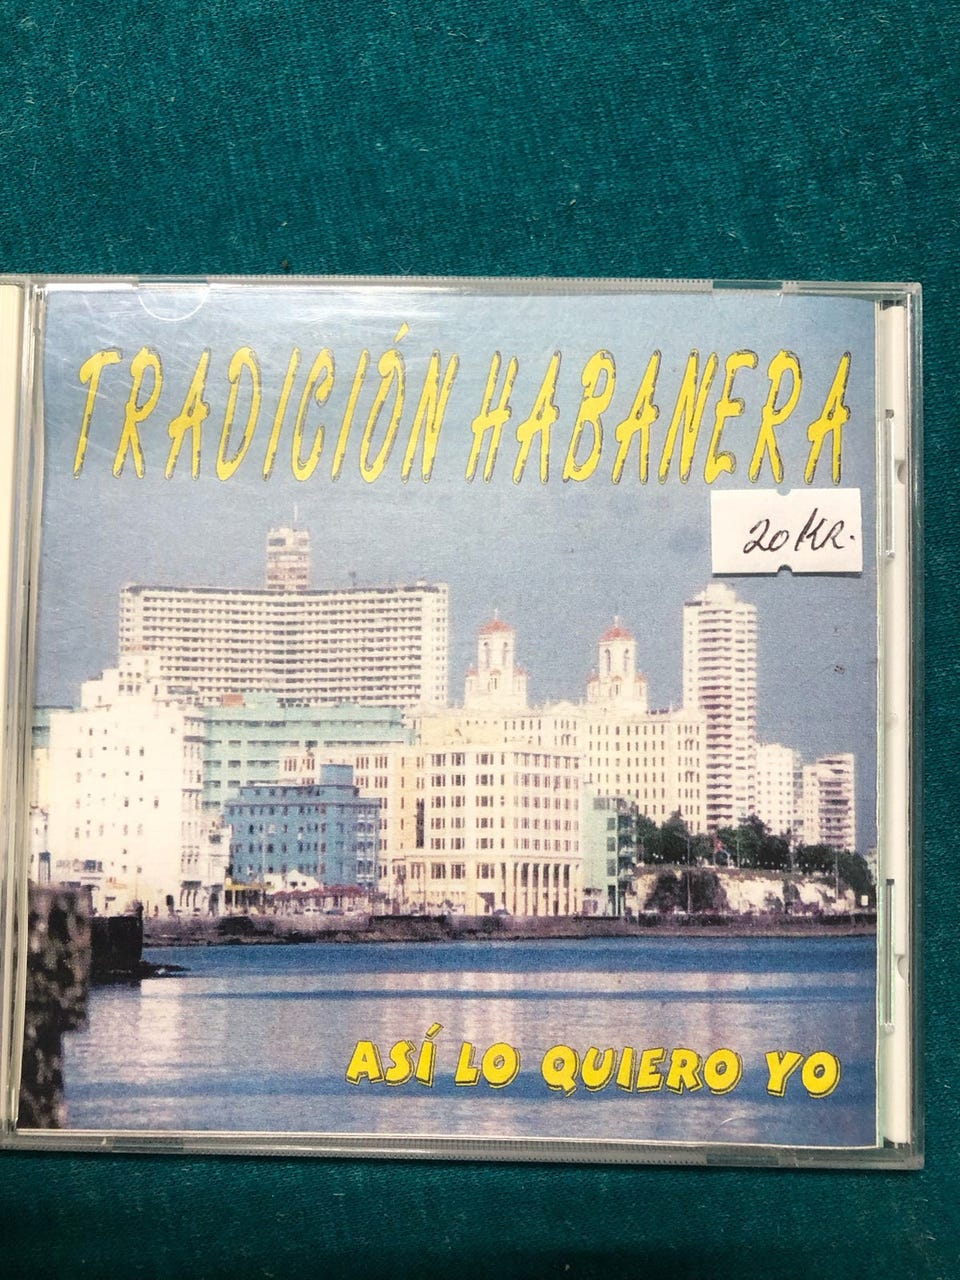 TRADICIÓN HABANERA
20 KR.
ASÍ LO QUIERO YO